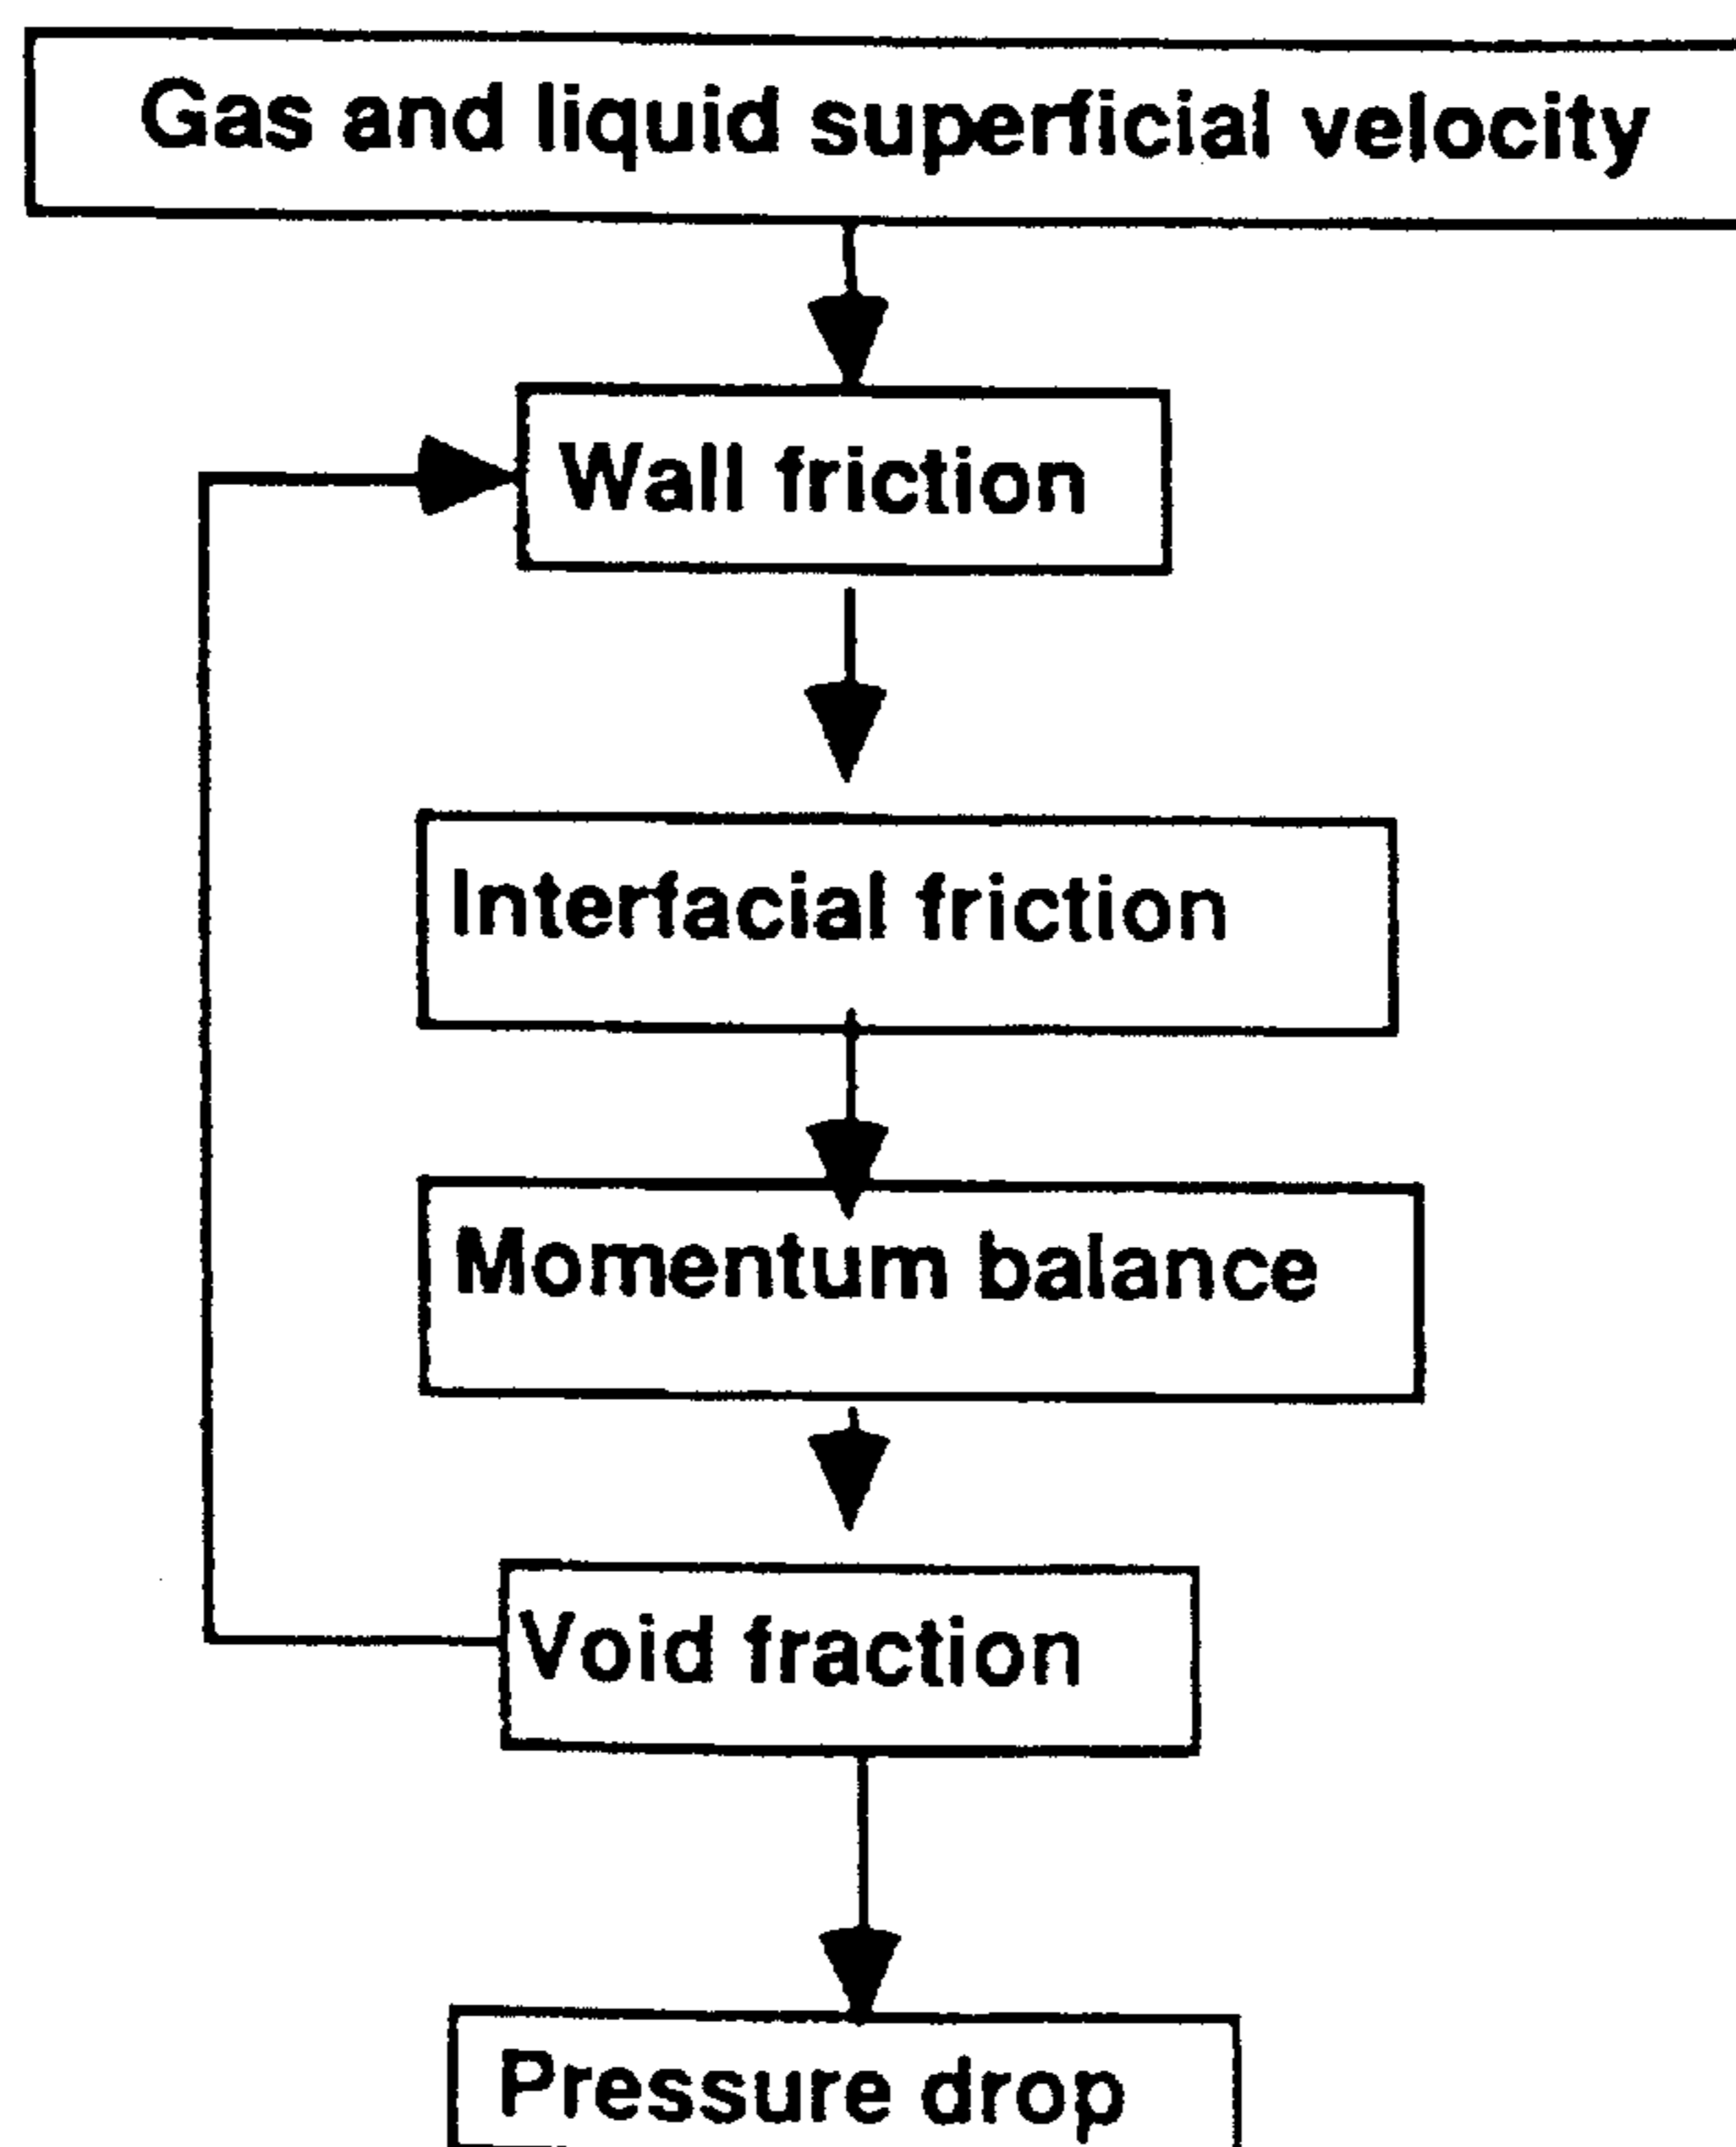 Gas and liquid superficial velocity
Wall friction
Interfacial friction
Momentum balance
Void fraction
Pressure drop